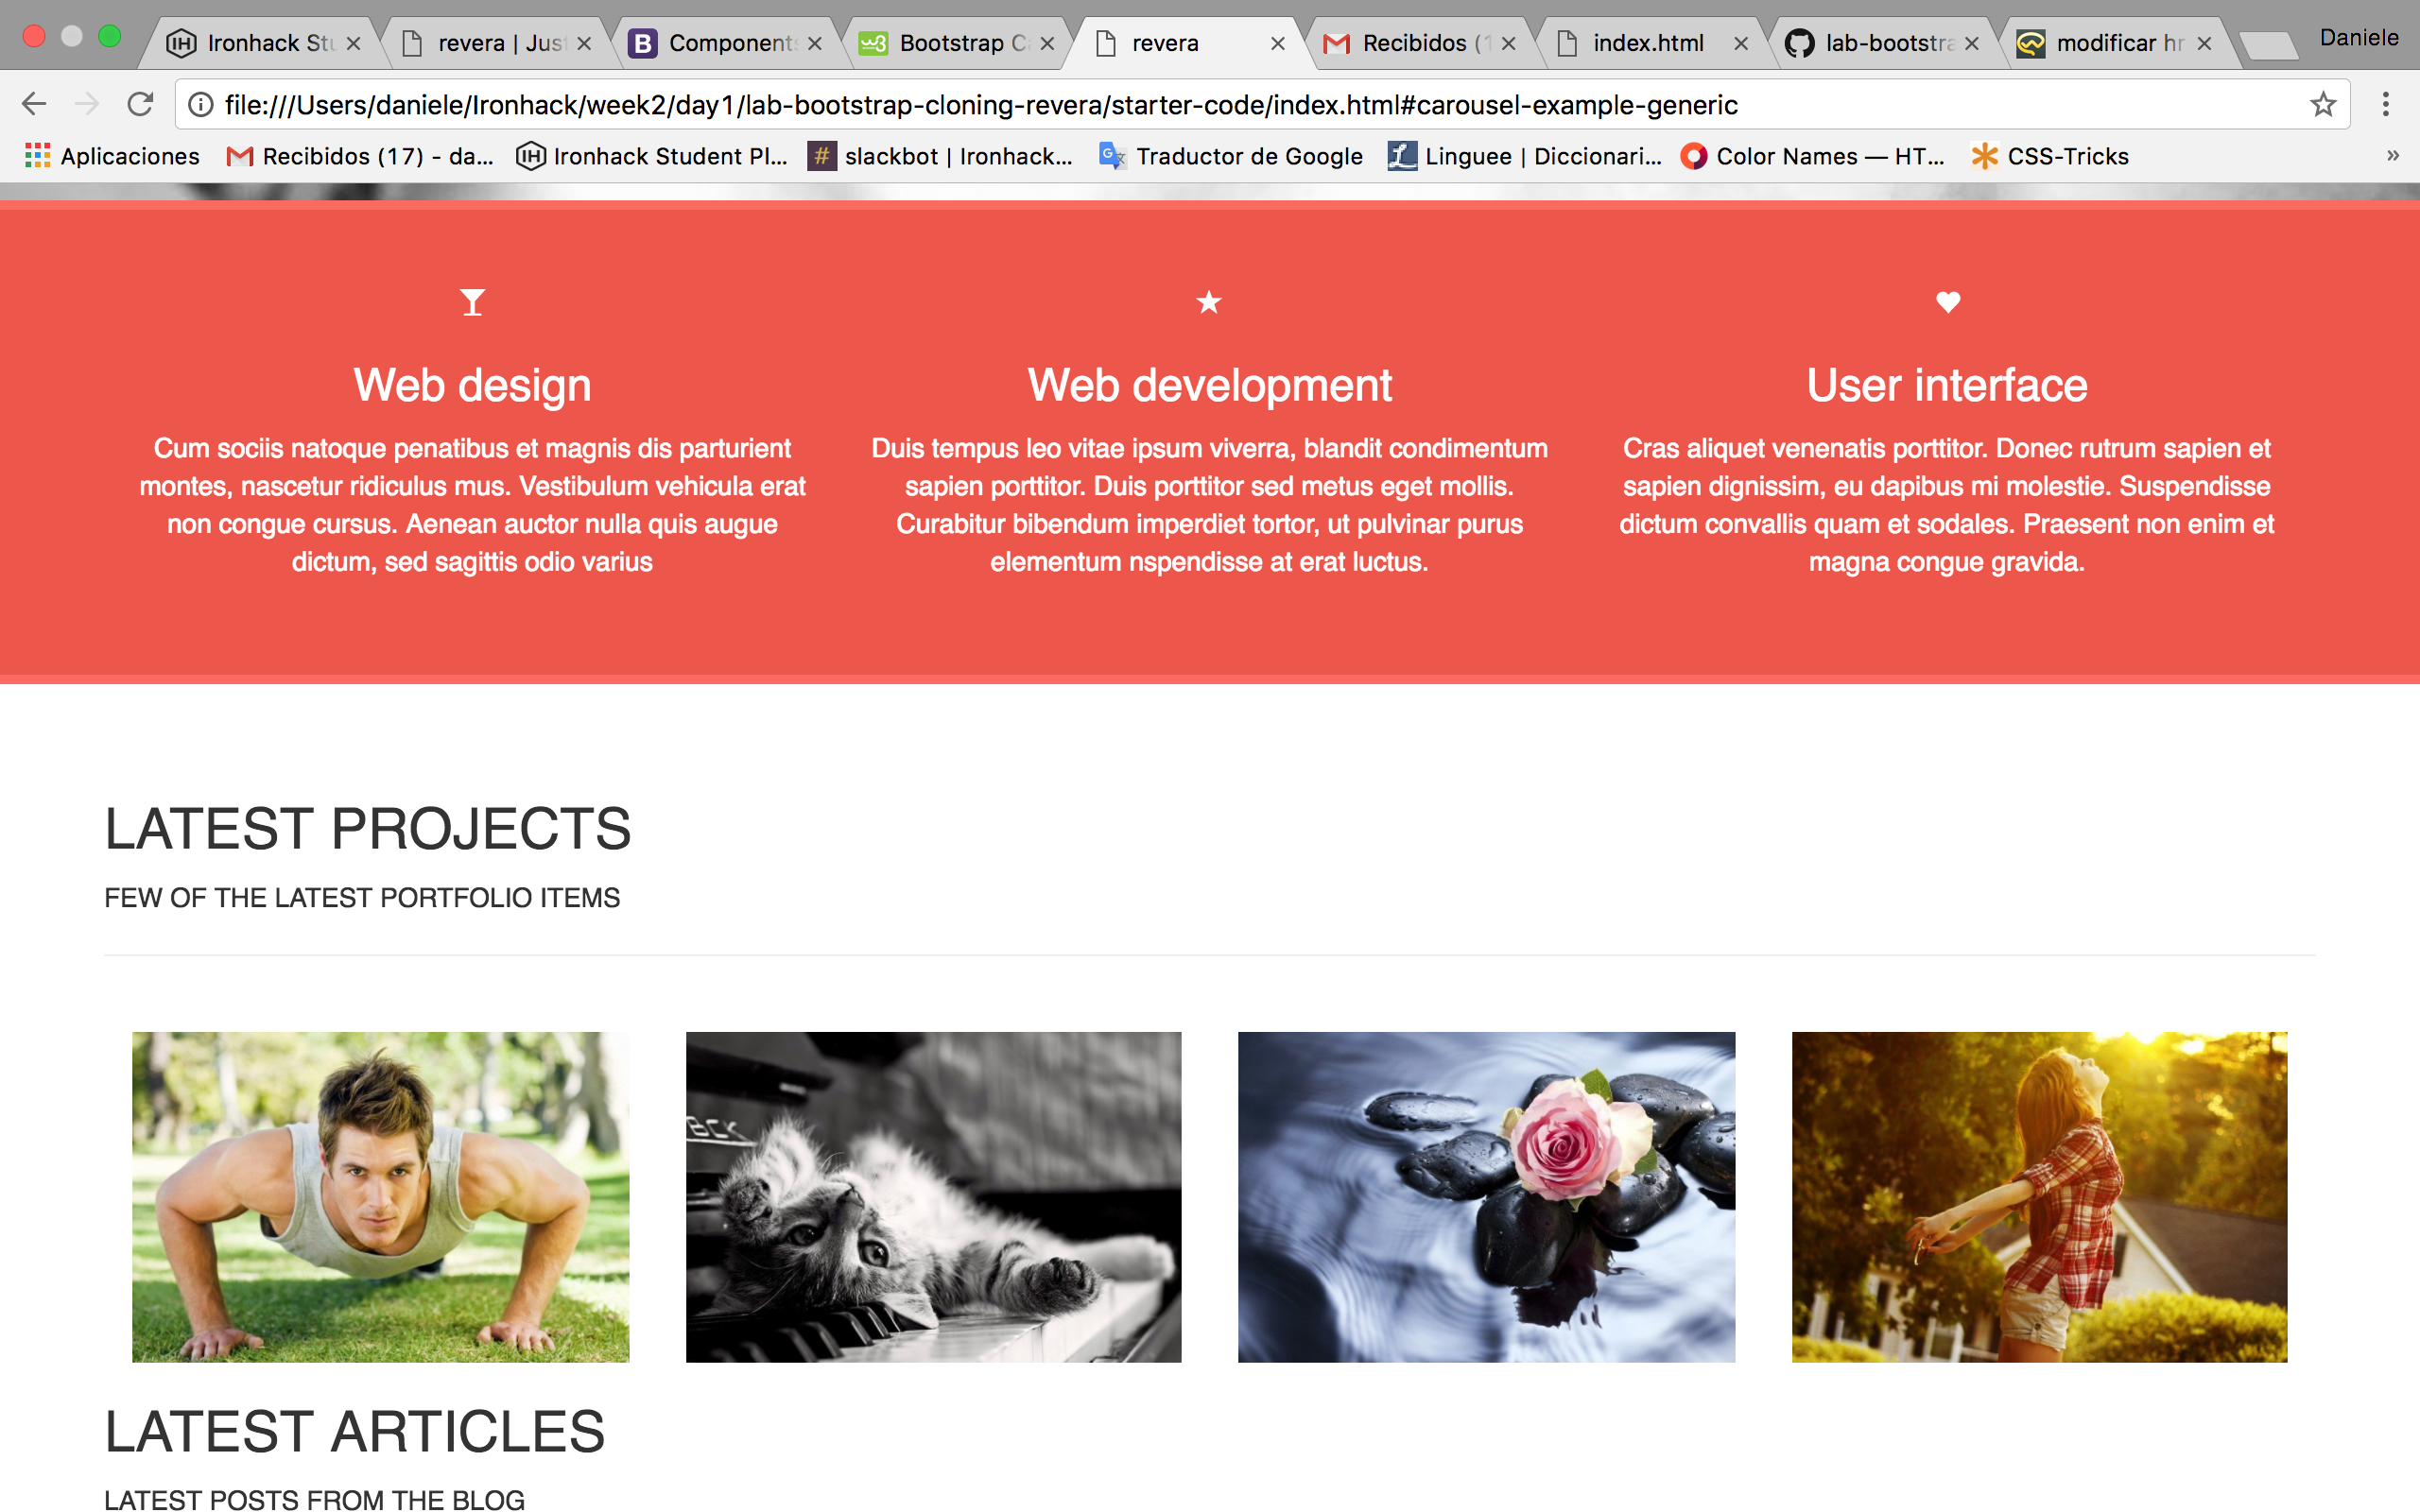 Ironhack Stu
revera | Jus
Components
Bootstrap C
revera
Recibidos (1
index.html
lab-bootstra
modificar hr
Daniele
file:///Users/daniele/Ironhack/week2/day1/lab-bootstrap-cloning-revera/starter-code/index.html#carousel-example-generic
Aplicaciones
Recibidos (17) - da...
Ironhack Student Pl...
slackbot | Ironhack...
Traductor de Google
Linguee | Diccionari...
Color Names — HT...
CSS-Tricks
»
Web design
Cum sociis natoque penatibus et magnis dis parturient
montes, nascetur ridiculus mus. Vestibulum vehicula erat
non congue cursus. Aenean auctor nulla quis augue
dictum, sed sagittis odio varius
Web development
Duis tempus leo vitae ipsum viverra, blandit condimentum
sapien porttitor. Duis porttitor sed metus eget mollis.
Curabitur bibendum imperdiet tortor, ut pulvinar purus
elementum nspendisse at erat luctus.
User interface
Cras aliquet venenatis porttitor. Donec rutrum sapien et
sapien dignissim, eu dapibus mi molestie. Suspendisse
dictum convallis quam et sodales. Praesent non enim et
magna congue gravida.
LATEST PROJECTS
FEW OF THE LATEST PORTFOLIO ITEMS
LATEST ARTICLES
LATEST POSTS FROM THE BLOG